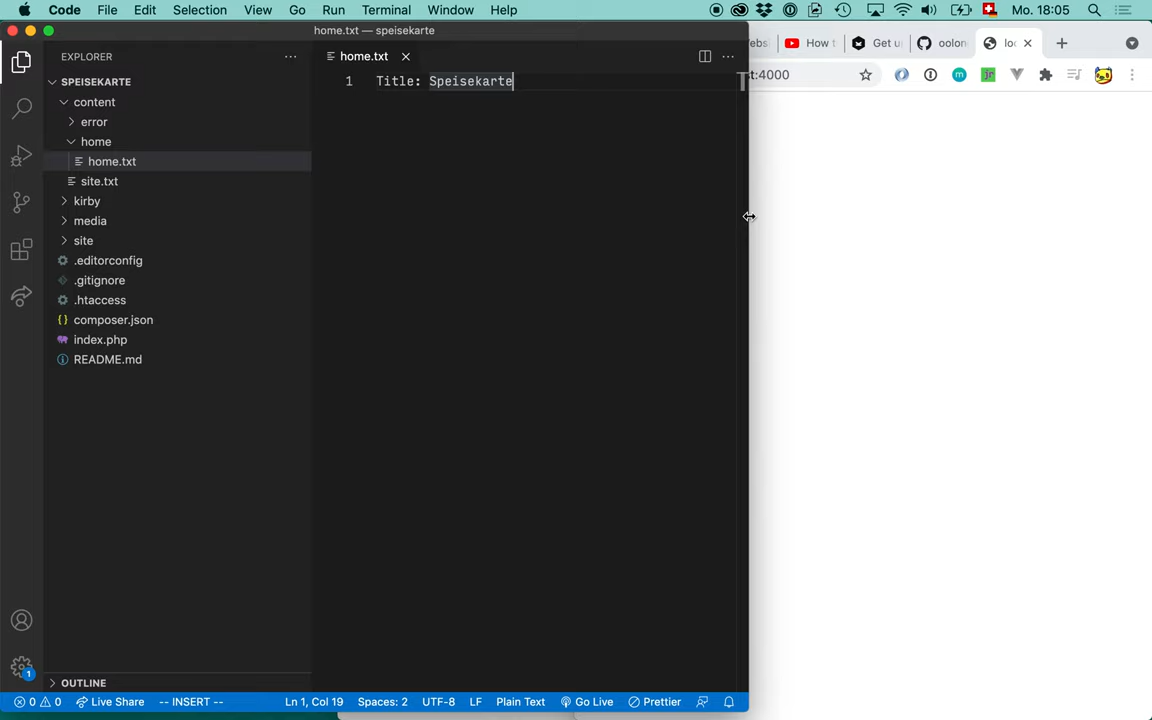 Code File Edit Selection View Go Run Terminal Window Help Mo. 18:05
home.txt — speisekarte
EXPLORER
home.txt
How t
Get u
oolon
loc
SPEISEKARTE
1 Title: Speisekarte
t:4000
content
error
home
home.txt
site.txt
kirby
media
site
.editorconfig
.gitignore
.htaccess
composer.json
index.php
README.md
OUTLINE
1
0 0 Live Share -- INSERT -- Ln 1, Col 19 Spaces: 2 UTF-8 LF Plain Text Go Live Prettier